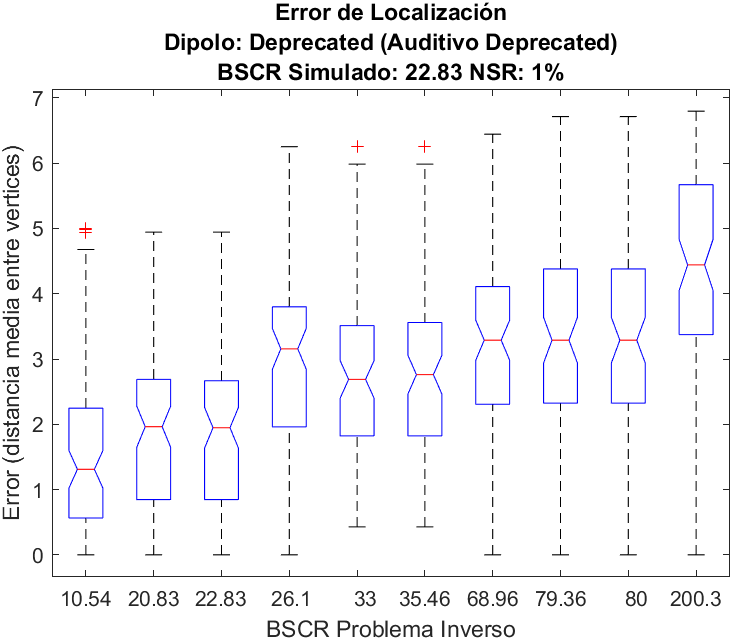 Error de Localización
Dipolo: Deprecated (Auditivo Deprecated)
BSCR Simulado: 22.83 NSR: 1%
Error (distancia media entre vertices)
7
6
5
4
3
2
1
0
10.54 20.83 22.83 26.1 33 35.46 68.96 79.36 80 200.3
BSCR Problema Inverso